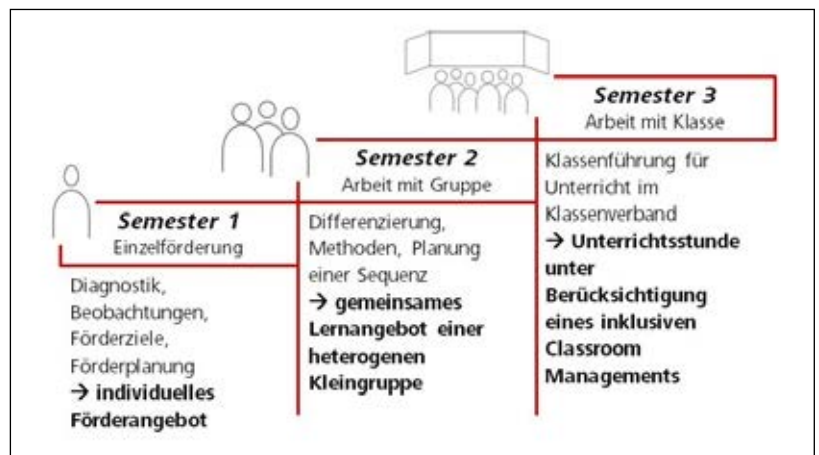 Semester 1
Einzelförderung
Diagnostik,
Beobachtungen,
Förderziele,
Förderplanung
→ individuelles
Förderangebot
Semester 2
Arbeit mit Gruppe
Differenzierung,
Methoden, Planung
einer Sequenz
→ gemeinsames
Lernangebot einer
heterogenen
Kleingruppe
Semester 3
Arbeit mit Klasse
Klassenführung für
Unterricht im
Klassenverband
→ Unterrichtsstunde
unter
Berücksichtigung
eines inklusiven
Classroom
Managements